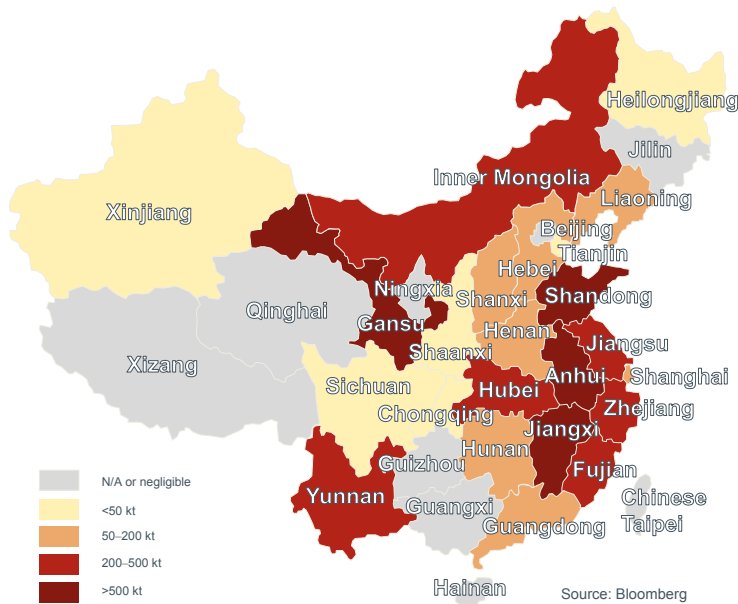 Heilongjiang
Jilin
Inner Mongolia
Liaoning
Xinjiang
Beijing
Tianjin
Hebei
Ningxia
Shanxi
Shandong
Qinghai
Gansu
Henan
Jiangsu
Shaanxi
Xizang
Anhui
Shanghai
Sichuan
Hubei
Chongqing
Zhejiang
Jiangxi
Hunan
Guizhou
Fujian
Yunnan
Guangxi
Chinese
Taipei
Guangdong
Hainan
N/A or negligible
<50 kt
50–200 kt
200–500 kt
>500 kt
Source: Bloomberg